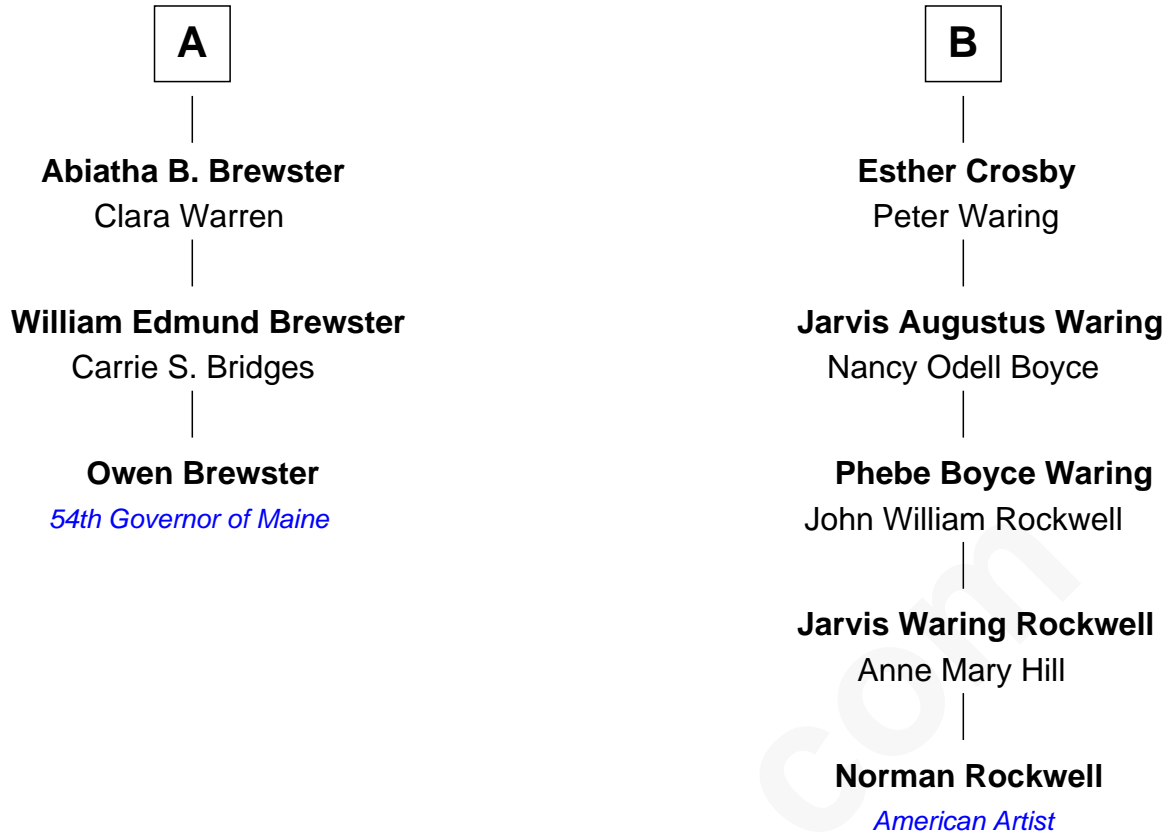 A
Abiatha B. Brewster
Clara Warren
William Edmund Brewster
Carrie S. Bridges
Owen Brewster
54th Governor of Maine
B
Esther Crosby
Peter Waring
Jarvis Augustus Waring
Nancy Odell Boyce
Phebe Boyce Waring
John William Rockwell
Jarvis Waring Rockwell
Anne Mary Hill
Norman Rockwell
American Artist
com